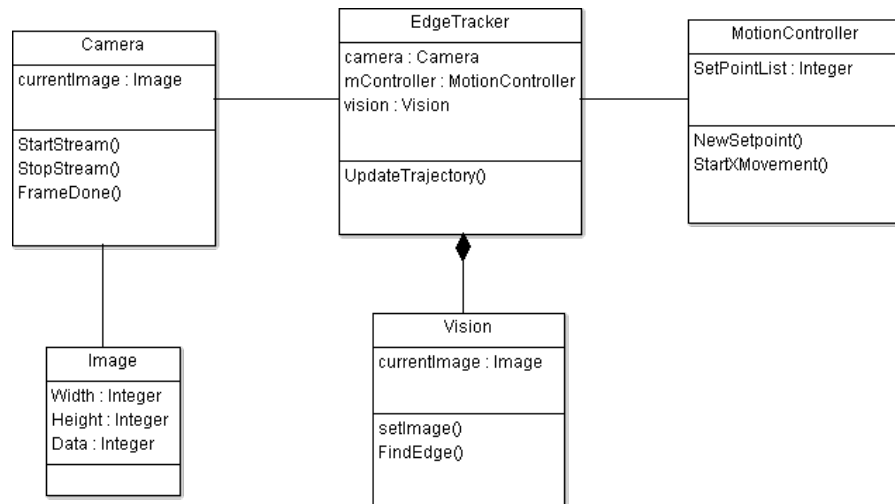 Camera
currentImage : Image
StartStream()
StopStream()
FrameDone()
EdgeTracker
camera : Camera
mController : MotionController
vision : Vision
UpdateTrajectory()
MotionController
SetPointList : Integer
NewSetpoint()
StartXMovement()
Image
Width : Integer
Height : Integer
Data : Integer
Vision
currentImage : Image
setImage()
FindEdge()